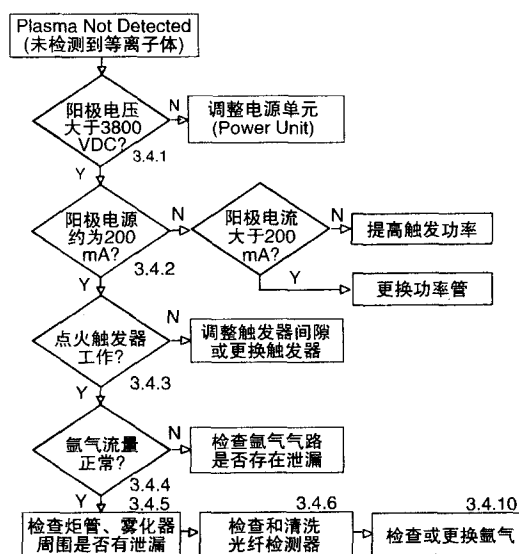 Plasma Not Detected
(未检测到等离子体)
阳极电压
大于3800
VDC?
3.4.1
N
调整电源单元
(Power Unit)
Y
阳极电源
约为200
mA?
3.4.2
N
阳极电流
大于200
mA?
N
提高触发功率
Y
更换功率管
Y
点火触发器
工作?
3.4.3
N
调整触发器间隙
或更换触发器
Y
氩气流量
正常?
3.4.4
N
检查氩气气路
是否存在泄漏
Y
3.4.5
检查炬管、雾化器
周围是否有泄漏
3.4.6
检查和清洗
光纤检测器
3.4.10
检查或更换氩气